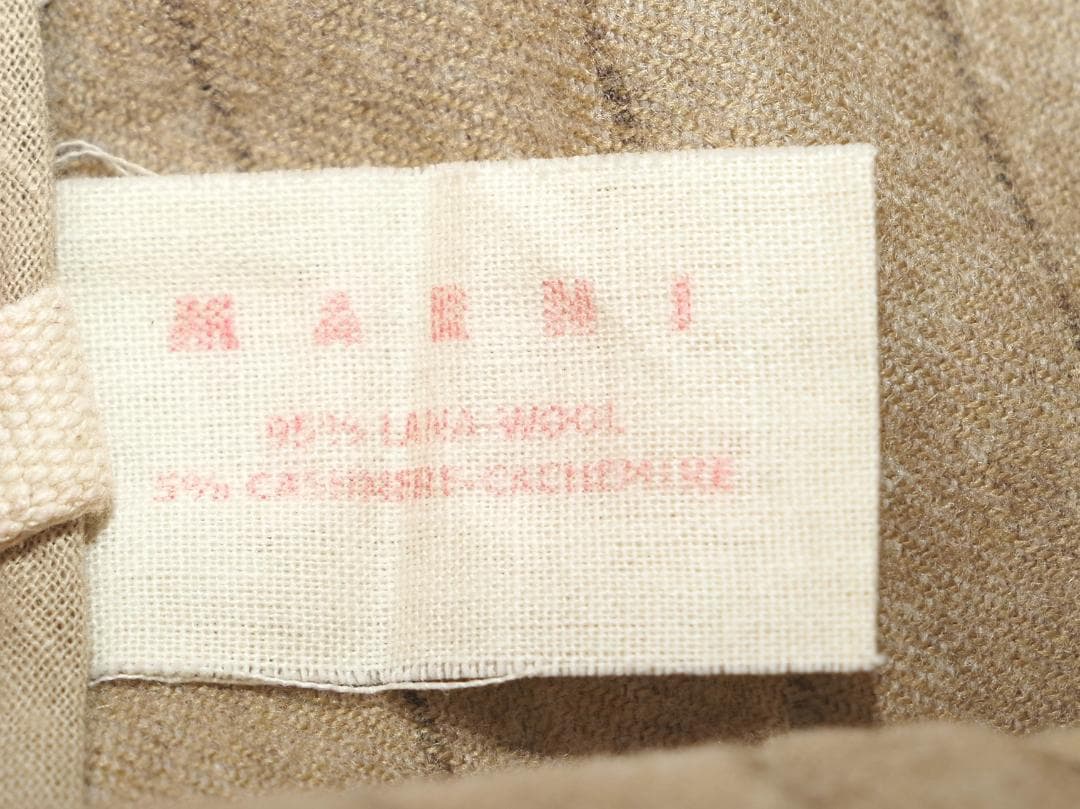 MARNI
95% LANA-WOOL
5% CASHMERE-CACHEMIRE